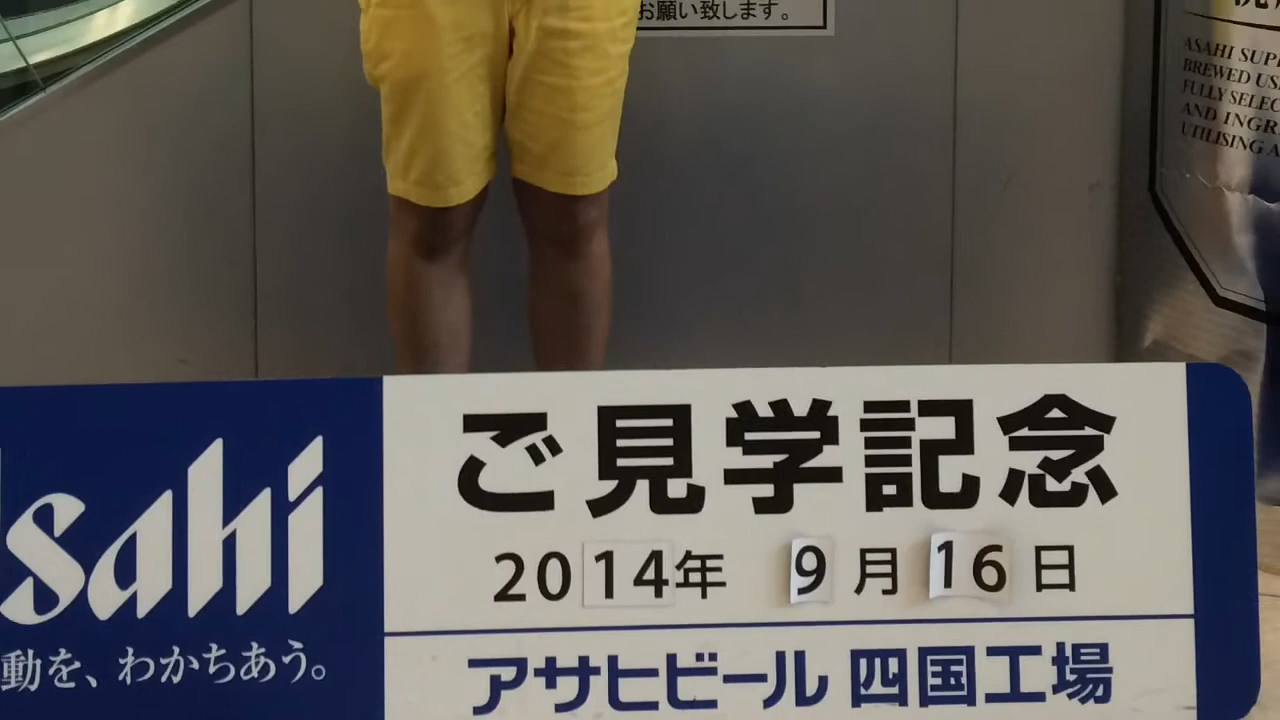 お願い致します。
ASAHI SUP
BREWED US
FULLY SELEC
AND INGR
UTILISING A
sahi
動を、わかちあう。
ご見学記念
2014年 9月16日
アサヒビール 四国工場